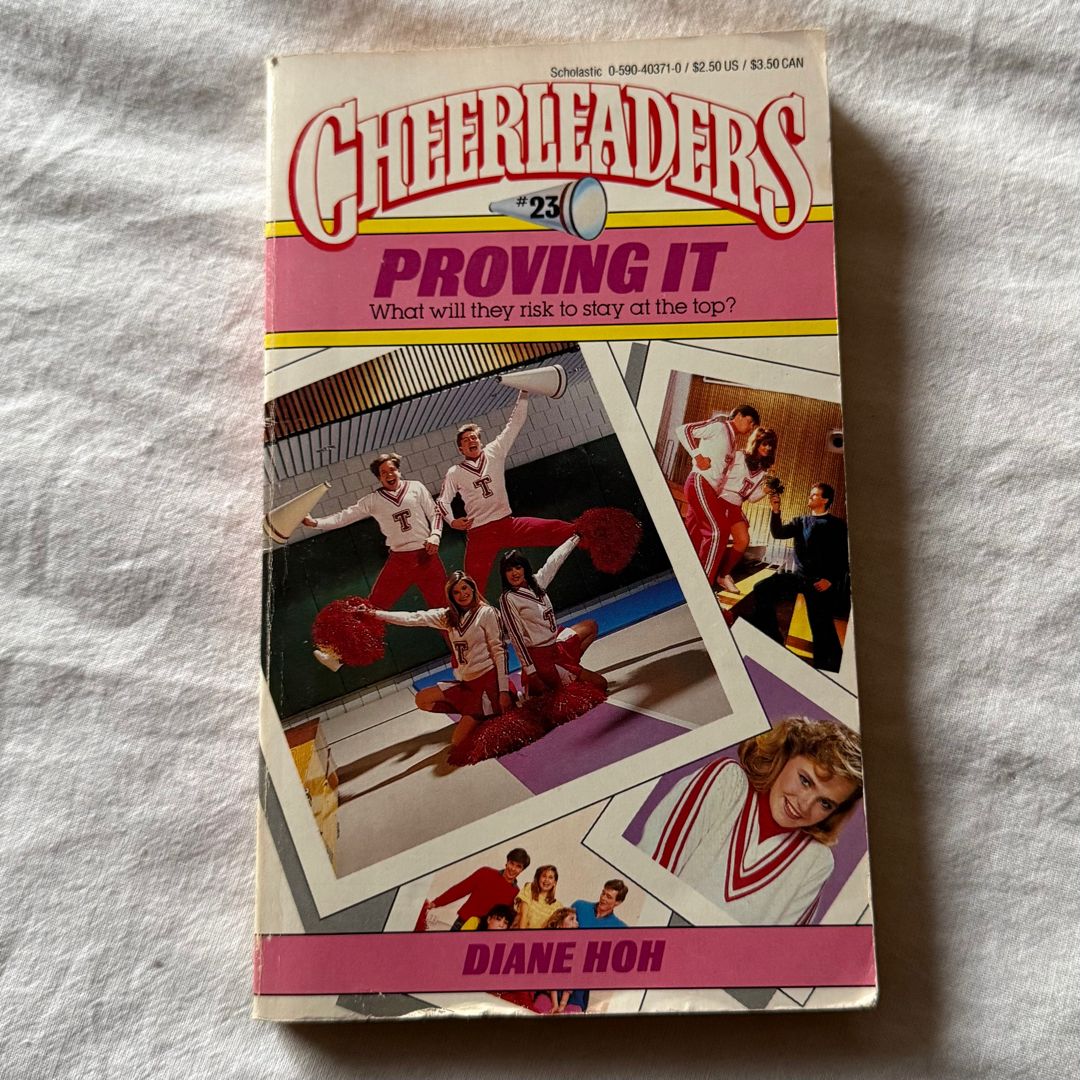 Scholastic 0-590-40371-0 / $2.50 US / $3.50 CAN
CHEERLEADERS
#23
PROVING IT
What will they risk to stay at the top?
T
T
T
T
DIANE HOH